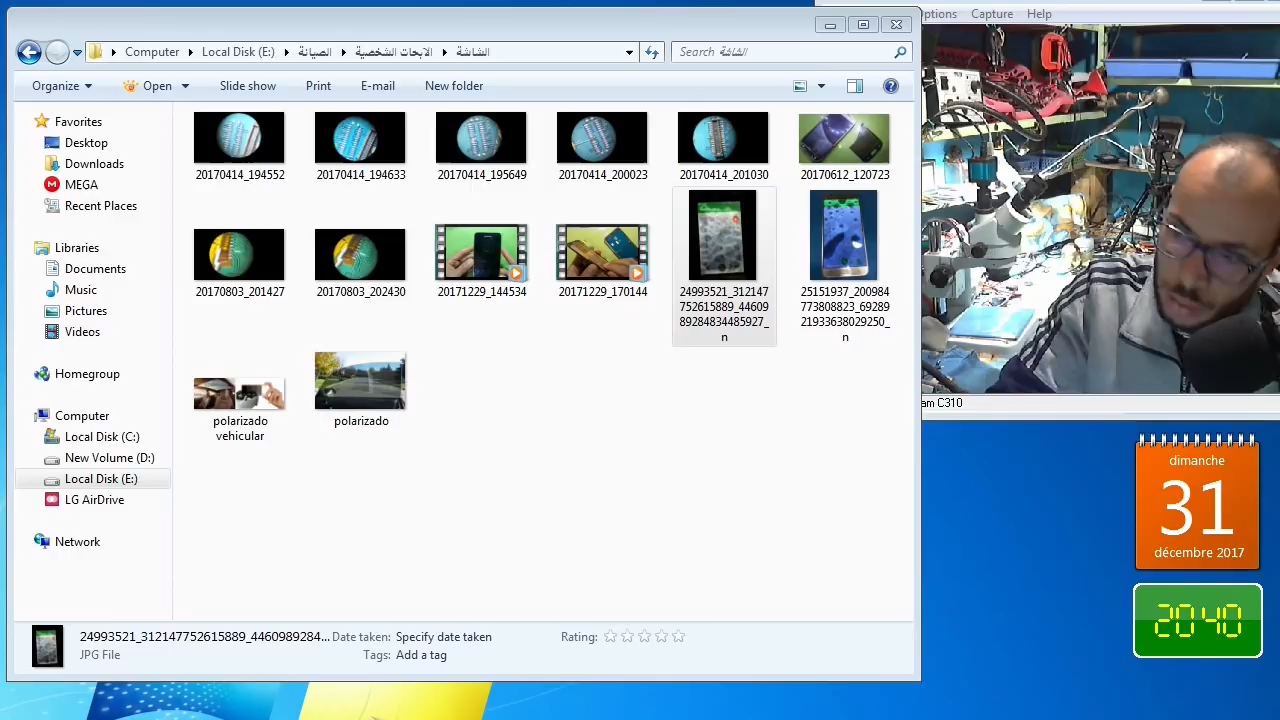 ptions Capture Help
Computer Local Disk (E:) الصيانة الابحات الشخصية الشاشة
Search الشاشة
Organize Open Slide show Print E-mail New folder
Favorites
Desktop
Downloads
MEGA
Recent Places
Libraries
Documents
Music
Pictures
Videos
Homegroup
Computer
Local Disk (C:)
New Volume (D:)
Local Disk (E:)
LG AirDrive
Network
20170414_194552
20170414_194633
20170414_195649
20170414_200023
20170414_201030
20170612_120723
20170803_201427
20170803_202430
20171229_144534
20171229_170144
24993521_312147
752615889_44609
89284834485927_
n
25151937_200984
773808823_69289
21933638029250_
n
polarizado
vehicular
polarizado
24993521_312147752615889_4460989284... Date taken: Specify date taken Rating:
JPG File Tags: Add a tag
am C310
dimanche
31
décembre 2017
20 40